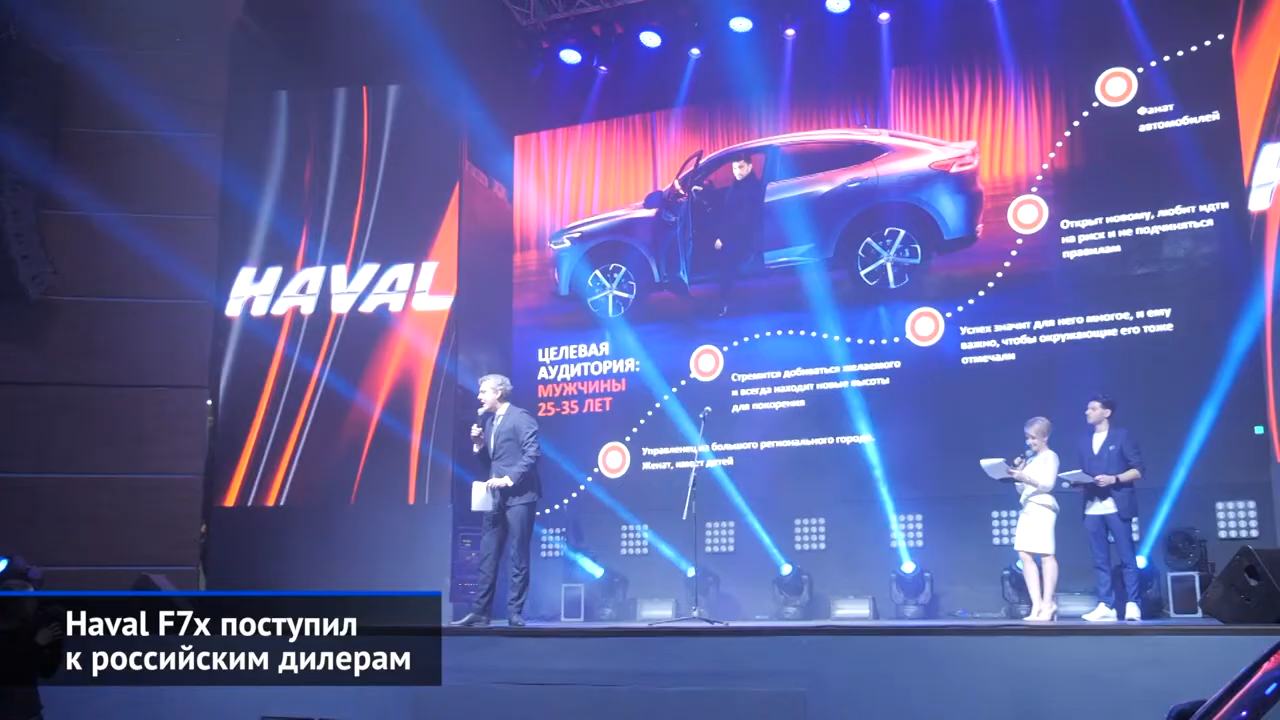 HAVAL
Фанат
автомобилей
Открыт новому, любит идти
на риск и не подчиняться
правилам
Успех значит для него многое, и ему
важно, чтобы окружающие его тоже
отмечали
ЦЕЛЕВАЯ
АУДИТОРИЯ:
МУЖЧИНЫ
25-35 ЛЕТ
Стремится добиваться желаемого
и всегда находит новые высоты
для покорения
Управленец из большого регионального города.
Женат, имеет детей
Haval F7x поступил
к российским дилерам